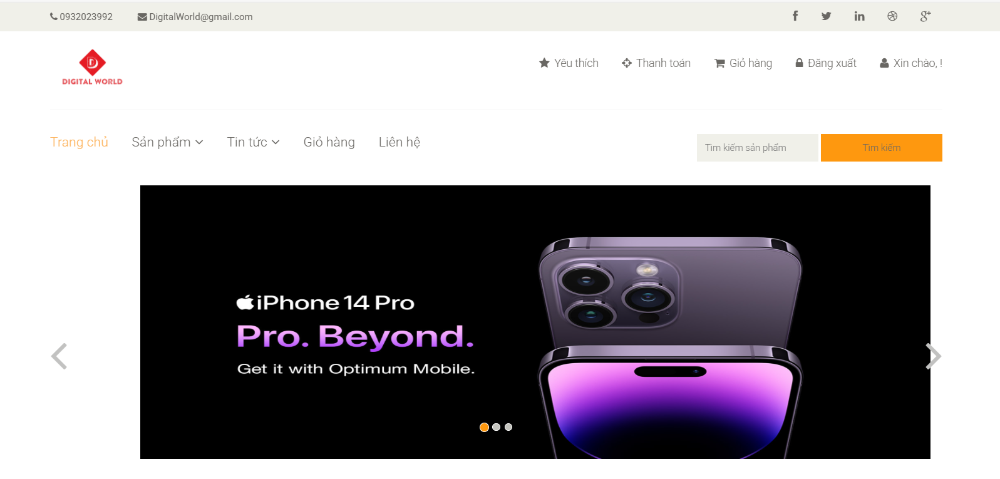 0932023992 DigitalWorld@gmail.com
DIGITAL WORLD
Yêu thích Thanh toán Giỏ hàng Đăng xuất Xin chào, !
Trang chủ Sản phẩm Tin tức Giỏ hàng Liên hệ
Tìm kiếm sản phẩm Tìm kiếm
iPhone 14 Pro
Pro. Beyond.
Get it with Optimum Mobile.